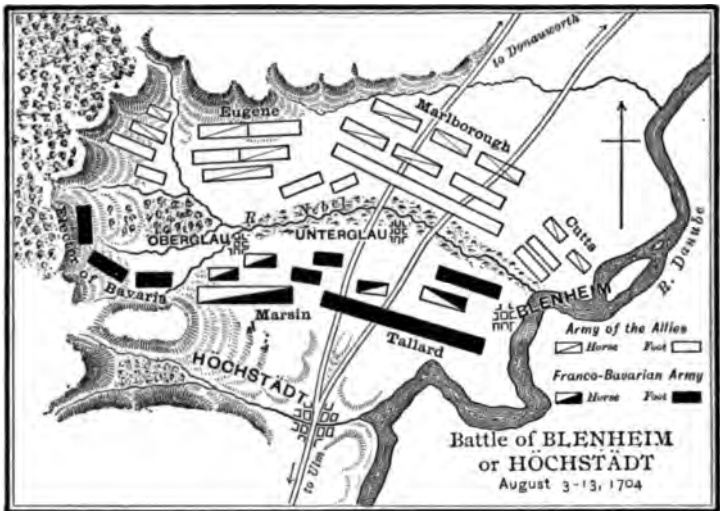 to Donauworth
Eugene
Marlborough
R. Nebel
OBERGLAU
UNTERGLAU
Cutts
R. Danube
Elector of Bavaria
BLENHEIM
Marsin
Tallard
HÖCHSTÄDT
to Ulm
Army of the Allies
Horse Foot
Franco-Bavarian Army
Horse Foot
Battle of BLENHEIM
or HÖCHSTÄDT
August 3-13, 1704